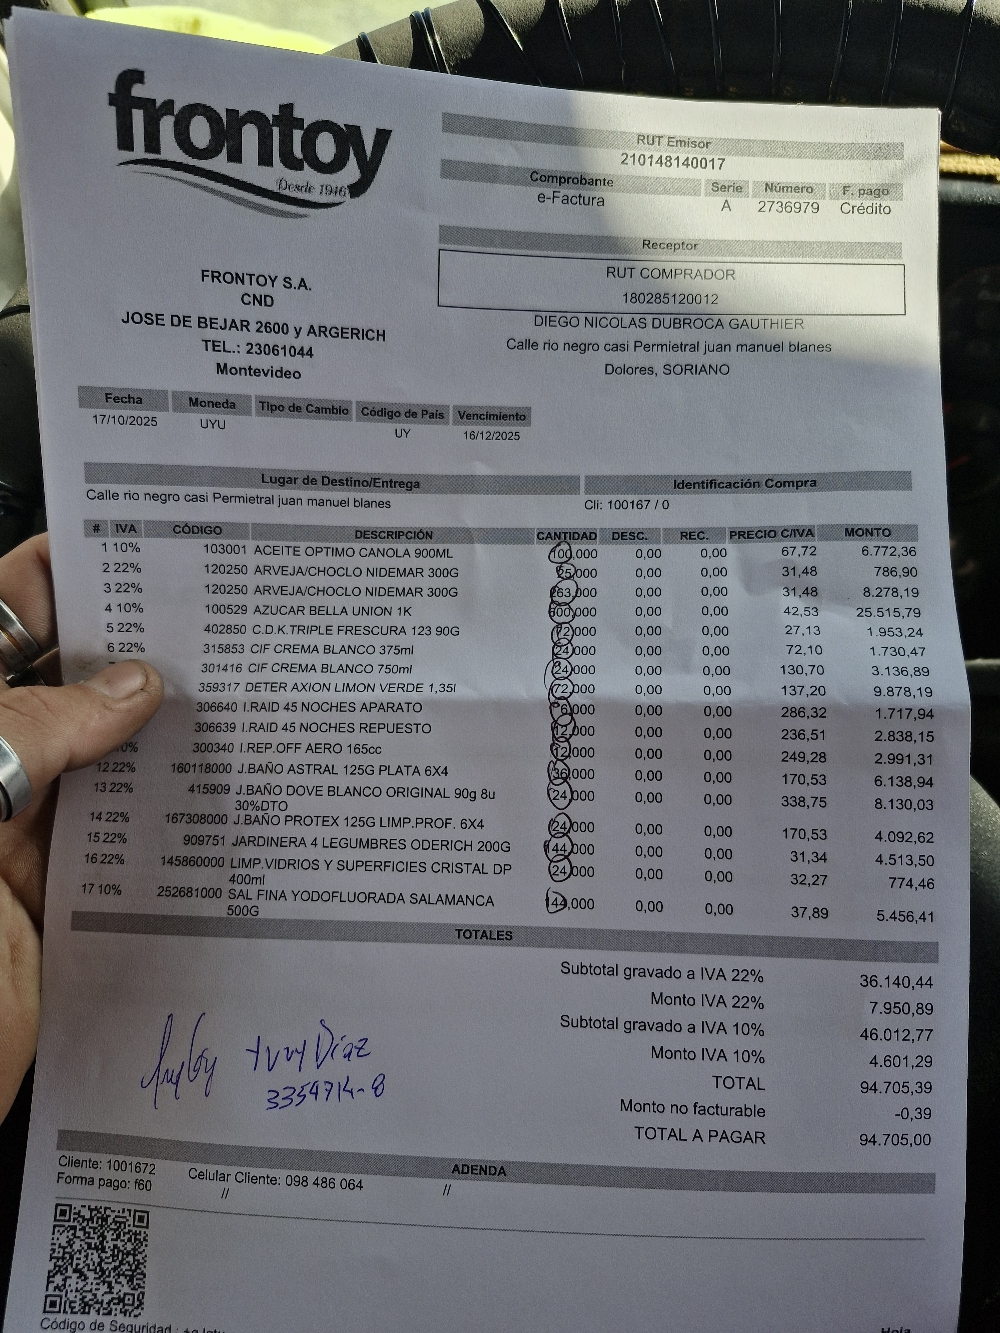 frontoy
Desde 1946
RUT Emisor
210148140017
Comprobante Serie Número F. pago
e-Factura A 2736979 Crédito
Receptor
RUT COMPRADOR
180285120012
DIEGO NICOLAS DUBROCA GAUTHIER
Calle rio negro casi Permietral juan manuel blanes
Dolores, SORIANO
FRONTOY S.A.
CND
JOSE DE BEJAR 2600 y ARGERICH
TEL.: 23061044
Montevideo
Fecha Moneda Tipo de Cambio Código de País Vencimiento
17/10/2025 UYU UY 16/12/2025
Lugar de Destino/Entrega Identificación Compra
Calle rio negro casi Permietral juan manuel blanes Cli: 100167 / 0
# IVA CÓDIGO DESCRIPCIÓN CANTIDAD DESC. REC. PRECIO C/IVA MONTO
1 10% 103001 ACEITE OPTIMO CANOLA 900ML 100,000 0,00 0,00 67,72 6.772,36
2 22% 120250 ARVEJA/CHOCLO NIDEMAR 300G 25,000 0,00 0,00 31,48 786,90
3 22% 120250 ARVEJA/CHOCLO NIDEMAR 300G 263,000 0,00 0,00 31,48 8.278,19
4 10% 100529 AZUCAR BELLA UNION 1K 600,000 0,00 0,00 42,53 25.515,79
5 22% 402850 C.D.K.TRIPLE FRESCURA 123 90G 72,000 0,00 0,00 27,13 1.953,24
6 22% 315853 CIF CREMA BLANCO 375ml 24,000 0,00 0,00 72,10 1.730,47
301416 CIF CREMA BLANCO 750ml 24,000 0,00 0,00 130,70 3.136,89
359317 DETER AXION LIMON VERDE 1,35l 72,000 0,00 0,00 137,20 9.878,19
306640 I.RAID 45 NOCHES APARATO 6,000 0,00 0,00 286,32 1.717,94
306639 I.RAID 45 NOCHES REPUESTO 12,000 0,00 0,00 236,51 2.838,15
300340 I.REP.OFF AERO 165cc 12,000 0,00 0,00 249,28 2.991,31
12 22% 160118000 J.BAÑO ASTRAL 125G PLATA 6X4 36,000 0,00 0,00 170,53 6.138,94
13 22% 415909 J.BAÑO DOVE BLANCO ORIGINAL 90g 8u 24,000 0,00 0,00 338,75 8.130,03
30%DTO
14 22% 167308000 J.BAÑO PROTEX 125G LIMP.PROF. 6X4 24,000 0,00 0,00 170,53 4.092,62
15 22% 909751 JARDINERA 4 LEGUMBRES ODERICH 200G 144,000 0,00 0,00 31,34 4.513,50
16 22% 145860000 LIMP.VIDRIOS Y SUPERFICIES CRISTAL DP 24,000 0,00 0,00 32,27 774,46
400ml
17 10% 252681000 SAL FINA YODOFLUORADA SALAMANCA 144,000 0,00 0,00 37,89 5.456,41
500G
TOTALES
Subtotal gravado a IVA 22% 36.140,44
Monto IVA 22% 7.950,89
Subtotal gravado a IVA 10% 46.012,77
Monto IVA 10% 4.601,29
TOTAL 94.705,39
Monto no facturable -0,39
TOTAL A PAGAR 94.705,00
Díaz
3354714-8
ADENDA
Cliente: 1001672 Celular Cliente: 098 486 064
Forma pago: f60 // //
Código de Seguridad :